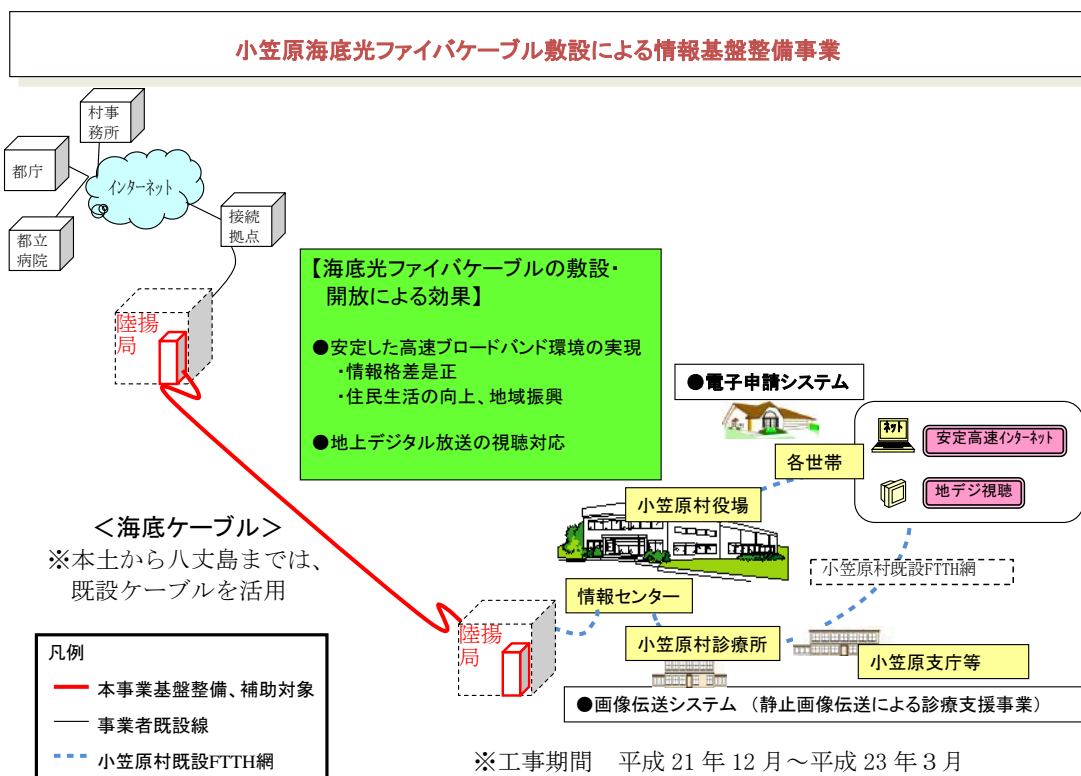 小笠原海底光ファイバケーブル敷設による情報基盤整備事業
村事
務所
都庁
インターネット
都立
病院
接続
拠点
陸揚
局
【海底光ファイバケーブルの敷設・
開放による効果】
●安定した高速ブロードバンド環境の実現
・情報格差是正
・住民生活の向上、地域振興
●地上デジタル放送の視聴対応
●電子申請システム
ネット
安定高速インターネット
各世帯
地デジ視聴
小笠原村役場
＜海底ケーブル＞
※本土から八丈島までは、
既設ケーブルを活用
小笠原村既設FTTH網
情報センター
陸揚
局
小笠原村診療所
小笠原支庁等
●画像伝送システム　（静止画像伝送による診療支援事業）
凡例
本事業基盤整備、補助対象
事業者既設線
小笠原村既設FTTH網
※工事期間　平成 21 年 12 月～平成 23 年 3 月